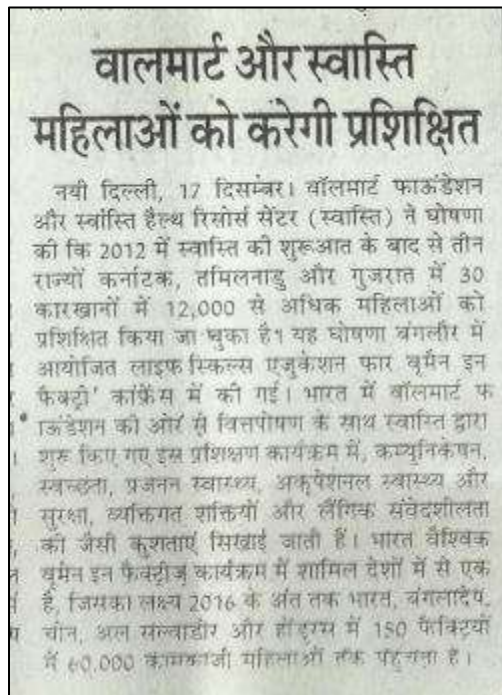 वालमार्ट और स्वास्ति
महिलाओं को करेगी प्रशिक्षित
नयी दिल्ली, 17 दिसम्बर। वॉलमार्ट फाऊंडेशन
और स्वास्ति हैल्थ रिसोर्स सेंटर (स्वास्ति) ने घोषणा
की कि 2012 में स्वास्ति की शुरूआत के बाद से तीन
राज्यों कर्नाटक, तमिलनाडु और गुजरात में 30
कारखानों में 12,000 से अधिक महिलाओं को
प्रशिक्षित किया जा चुका है। यह घोषणा बंगलौर में
आयोजित लाइफ स्किल्स एजुकेशन फार वूमैन इन
फैक्ट्री' कांफ्रेंस में की गई। भारत में वॉलमार्ट फ
ाऊंडेशन की ओर से वित्तपोषण के साथ स्वास्ति द्वारा
शुरू किए गए इस प्रशिक्षण कार्यक्रम में, कम्युनिकेषन,
स्वच्छता, प्रजनन स्वास्थ्य, अकुपेशनल स्वास्थ्य और
सुरक्षा, व्यक्तिगत शक्तियों और लैंगिक संवेदशीलता
की जैसी कुशताएं सिखाई जाती हैं। भारत वैश्विक
वूमैन इन फैक्ट्रीज़ कार्यक्रम में शामिल देशों में से एक
है, जिसका लक्ष्य 2016 के अंत तक भारत, बंगलादेष,
चीन, अल सल्वाडोर और होंडुरस में 150 फैक्ट्रियों
में 60,000 कामकाजी महिलाओं तक पहुंचना है।